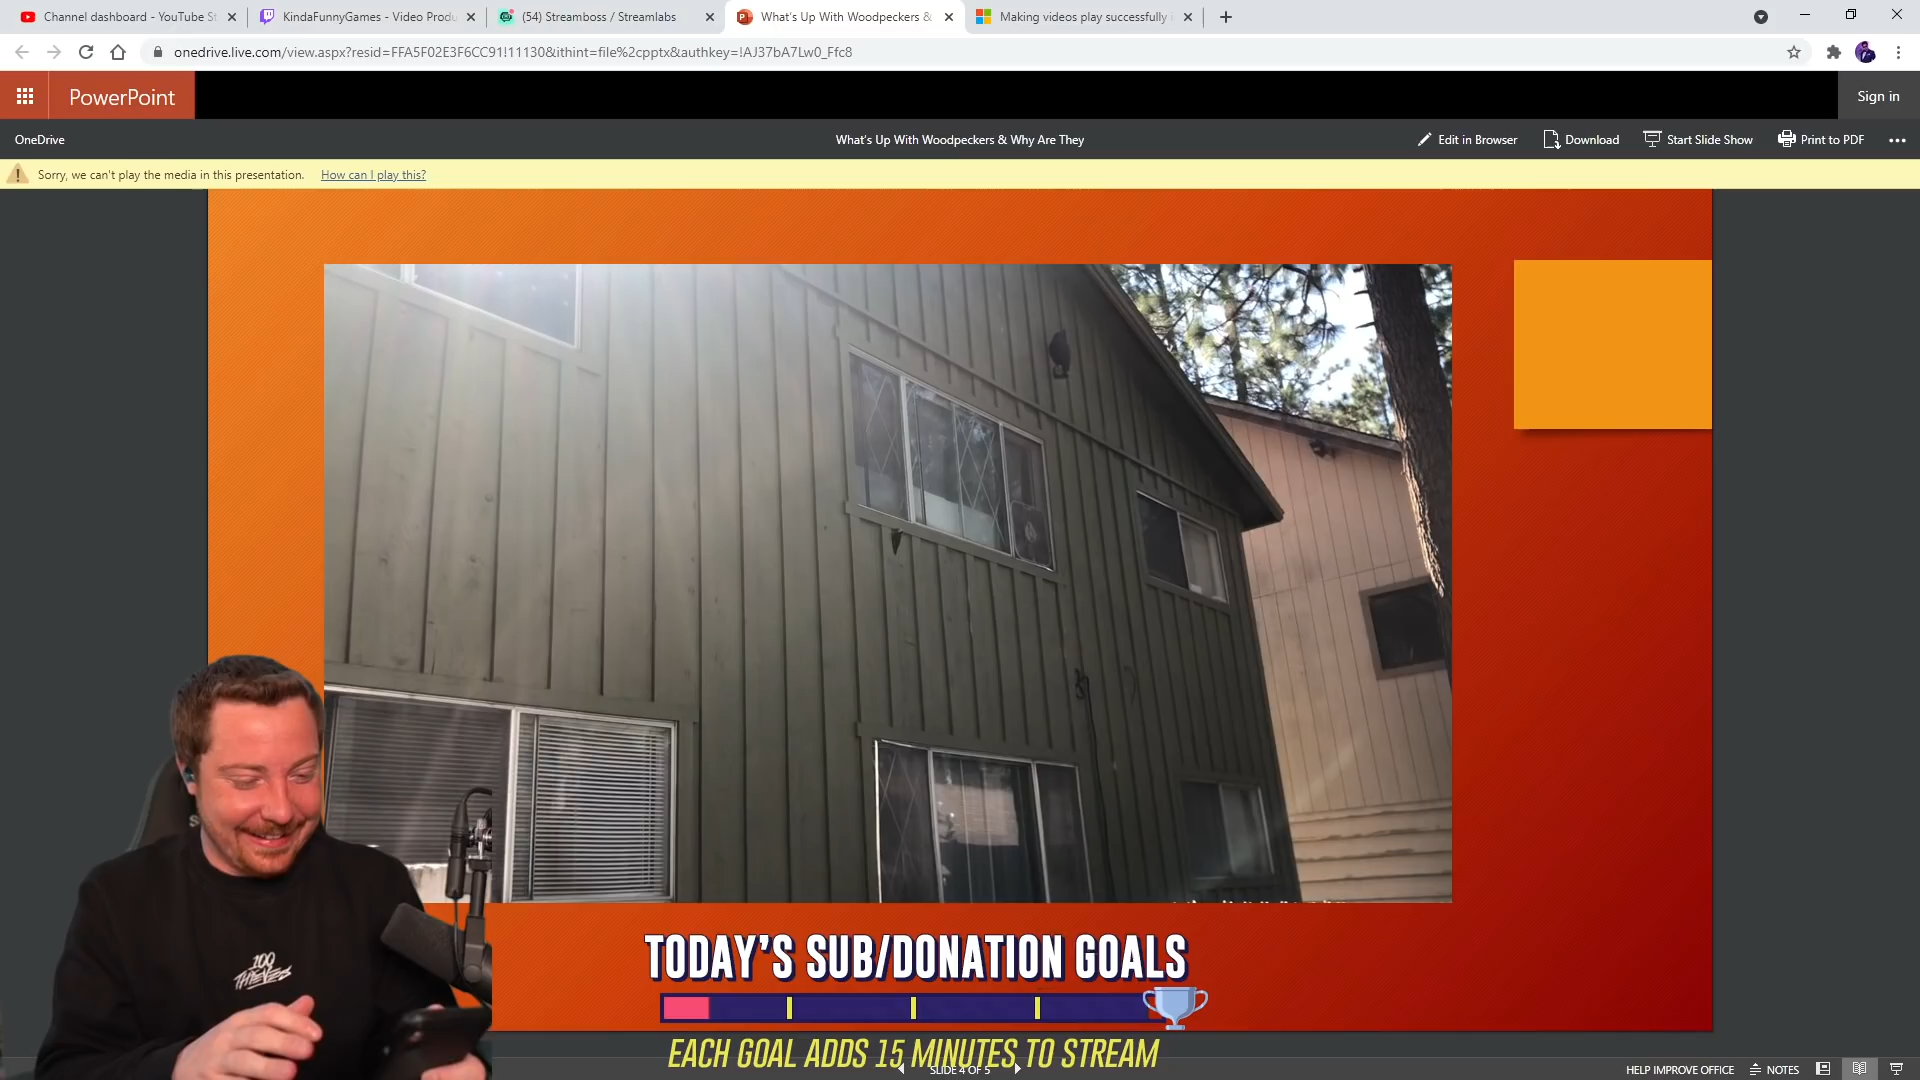 Channel dashboard - YouTube St
KindaFunnyGames - Video Produ
(54) Streamboss / Streamlabs
What's Up With Woodpeckers &
Making videos play successfully i
onedrive.live.com/view.aspx?resid=FFA5F02E3F6CC91!11130&ithint=file%2cpptx&authkey=!AJ37bA7Lw0_Ffc8
PowerPoint
Sign in
OneDrive
What's Up With Woodpeckers & Why Are They
Edit in Browser
Download
Start Slide Show
Print to PDF
Sorry, we can't play the media in this presentation. How can I play this?
100
THIEVES
TODAY'S SUB/DONATION GOALS
EACH GOAL ADDS 15 MINUTES TO STREAM
SLIDE 4 OF 5
HELP IMPROVE OFFICE
NOTES